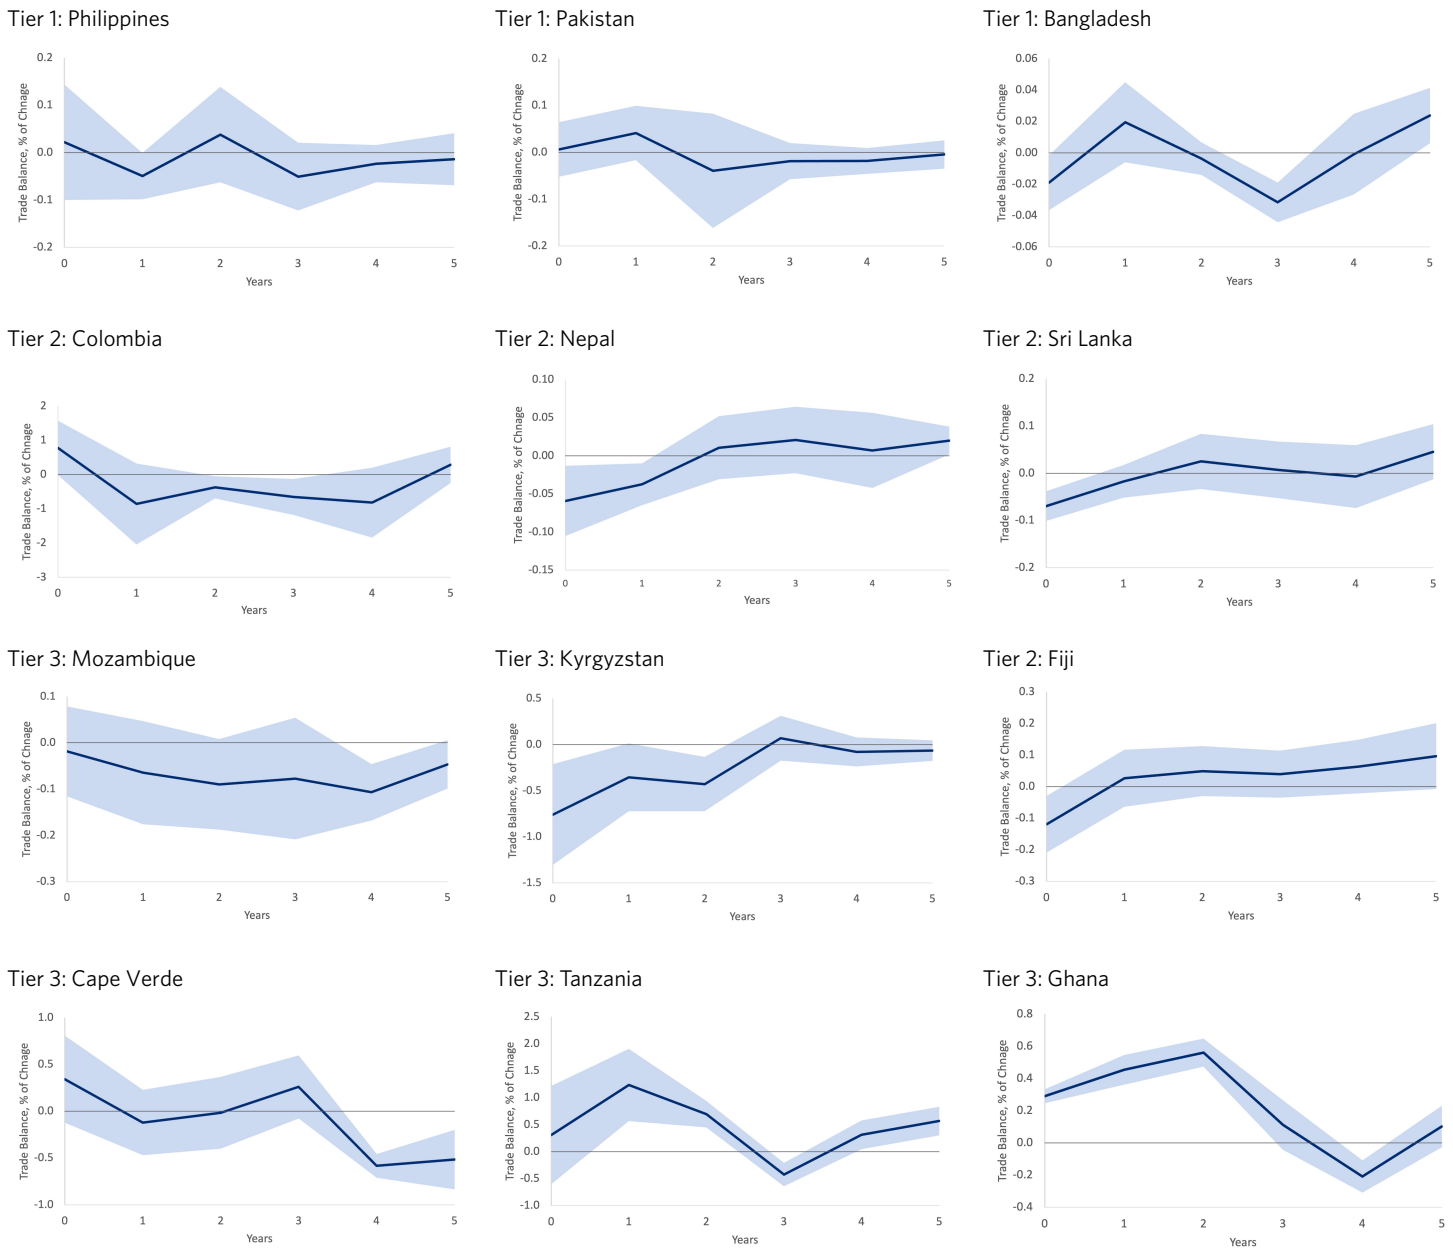 Tier 1: Philippines
Trade Balance, % of Chnage
0.2
0.1
0.0
-0.1
-0.2
0 1 2 3 4 5
Years
Tier 1: Pakistan
Trade Balance, % of Chnage
0.2
0.1
0.0
-0.1
-0.2
0 1 2 3 4 5
Years
Tier 1: Bangladesh
Trade Balance, % of Chnage
0.06
0.04
0.02
0.00
-0.02
-0.04
-0.06
0 1 2 3 4 5
Years
Tier 2: Colombia
Trade Balance, % of Chnage
2
1
0
-1
-2
-3
0 1 2 3 4 5
Years
Tier 2: Nepal
Trade Balance, % of Chnage
0.10
0.05
0.00
-0.05
-0.10
-0.15
0 1 2 3 4 5
Years
Tier 2: Sri Lanka
Trade Balance, % of Chnage
0.2
0.1
0.0
-0.1
-0.2
0 1 2 3 4 5
Years
Tier 3: Mozambique
Trade Balance, % of Chnage
0.1
0.0
-0.1
-0.2
-0.3
0 1 2 3 4 5
Years
Tier 3: Kyrgyzstan
Trade Balance, % of Chnage
0.5
0.0
-0.5
-1.0
-1.5
0 1 2 3 4 5
Years
Tier 2: Fiji
Trade Balance, % of Chnage
0.3
0.2
0.1
0.0
-0.1
-0.2
-0.3
0 1 2 3 4 5
Years
Tier 3: Cape Verde
Trade Balance, % of Chnage
1.0
0.5
0.0
-0.5
-1.0
0 1 2 3 4 5
Years
Tier 3: Tanzania
Trade Balance, % of Chnage
2.5
2.0
1.5
1.0
0.5
0.0
-0.5
-1.0
0 1 2 3 4 5
Years
Tier 3: Ghana
Trade Balance, % of Chnage
0.8
0.6
0.4
0.2
0.0
-0.2
-0.4
0 1 2 3 4 5
Years